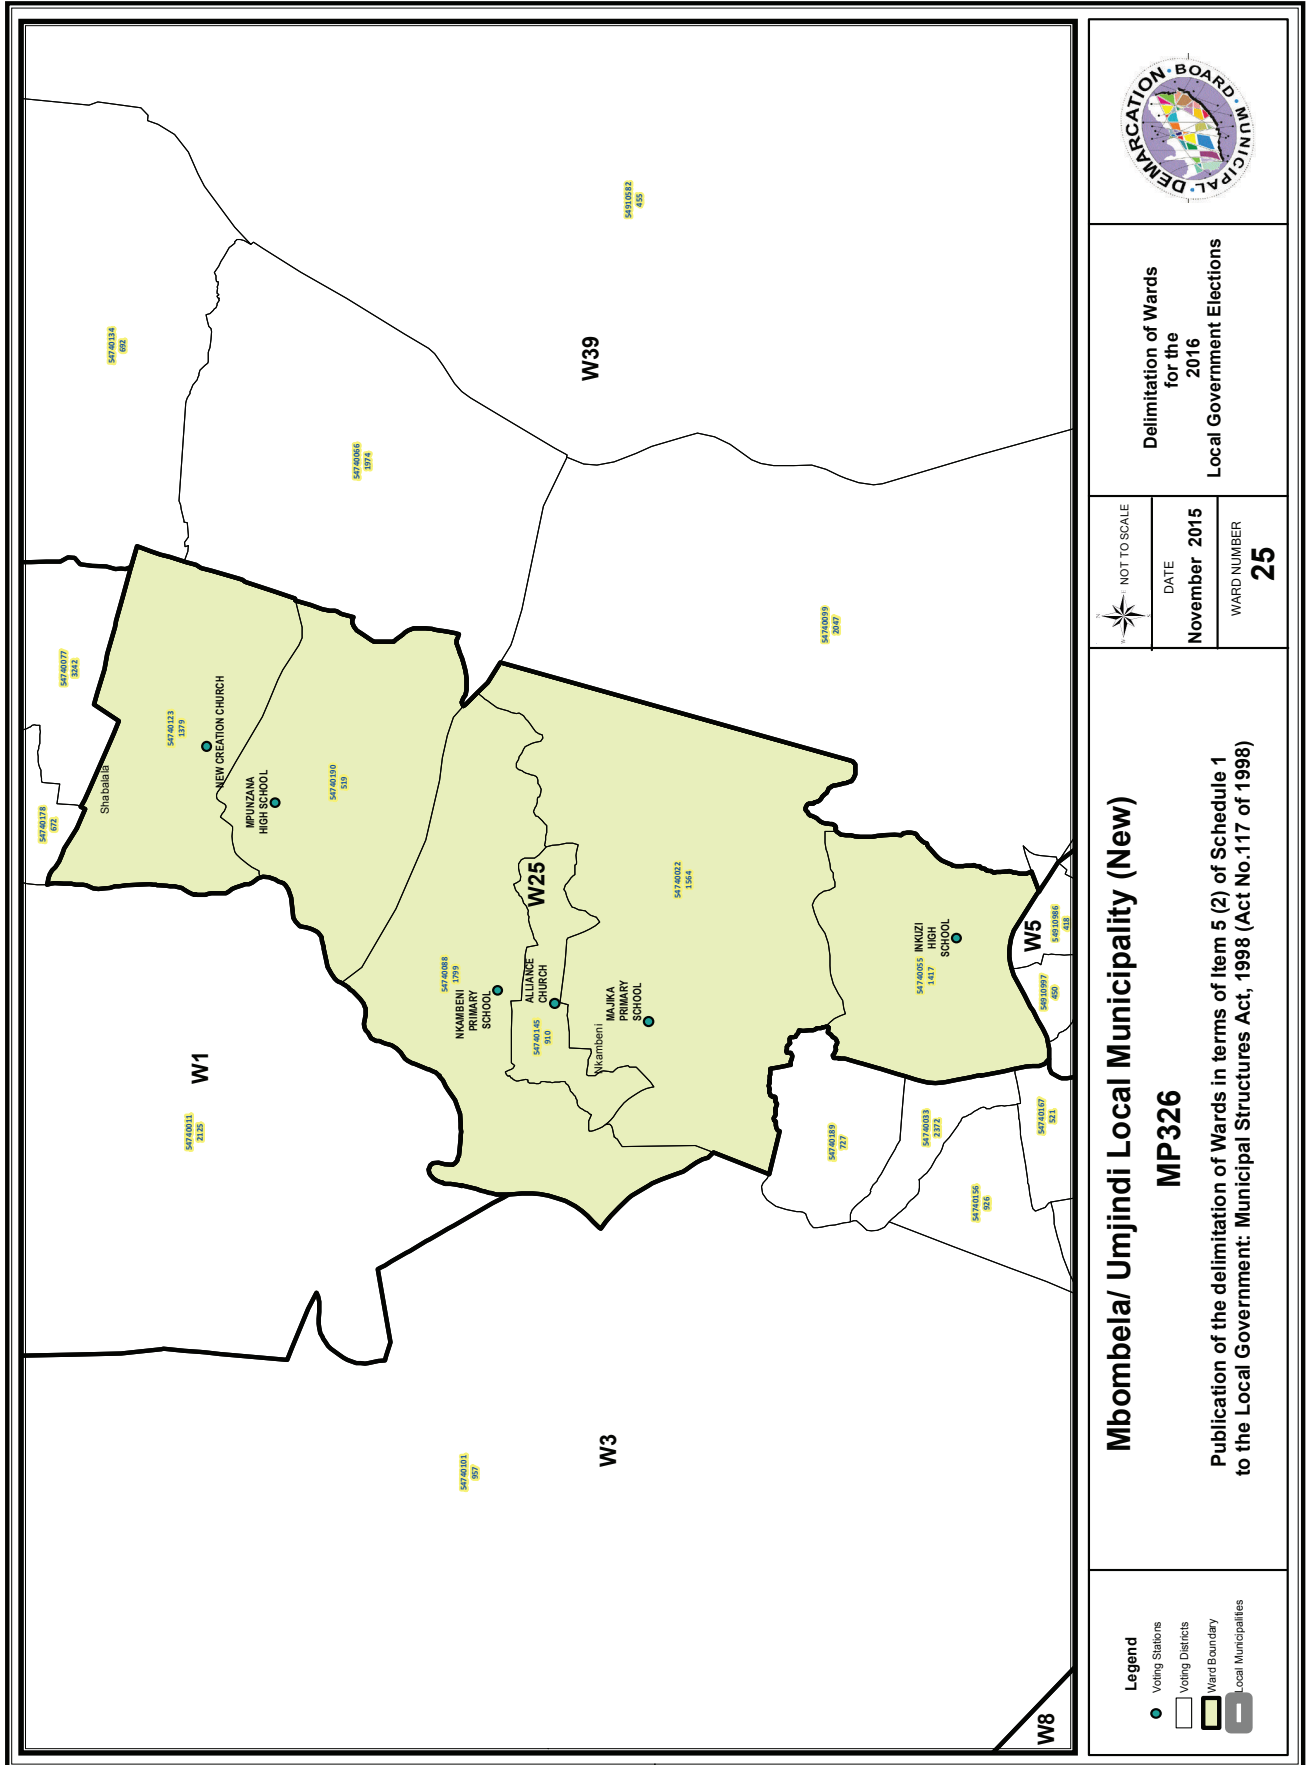 54740134
692
54910582
455
54740066
1974
W39
54740077
3242
54740178
672
54740123
1379
NEW CREATION CHURCH
Shabalala
MPUNZANA
HIGH SCHOOL
54740190
519
54740099
2047
W1
54740011
2125
W25
54740022
1564
54740088
1799
NKAMBENI
PRIMARY
SCHOOL
ALLIANCE
CHURCH
54740145
910
Nkambeni
MAJIKA
PRIMARY
SCHOOL
INKUZI
HIGH
SCHOOL
54740055
1417
W5
54910986
418
54910997
450
54740189
727
54740033
2372
54740167
521
54740156
926
54740101
957
W3
W8
Legend
Voting Stations
Voting Districts
Ward Boundary
Local Municipalities
Mbombela/ Umjindi Local Municipality (New)
MP326
Publication of the delimitation of Wards in terms of Item 5 (2) of Schedule 1
to the Local Government: Municipal Structures Act, 1998 (Act No.117 of 1998)
N
W
E
S
NOT TO SCALE
DATE
November 2015
WARD NUMBER
25
Delimitation of Wards
for the
2016
Local Government Elections
MUNICIPAL • DEMARCATION • BOARD •